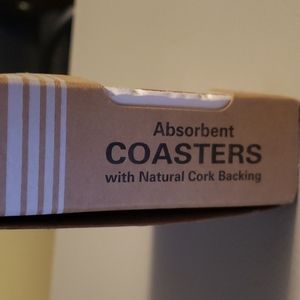 Absorbent
COASTERS
with Natural Cork Backing